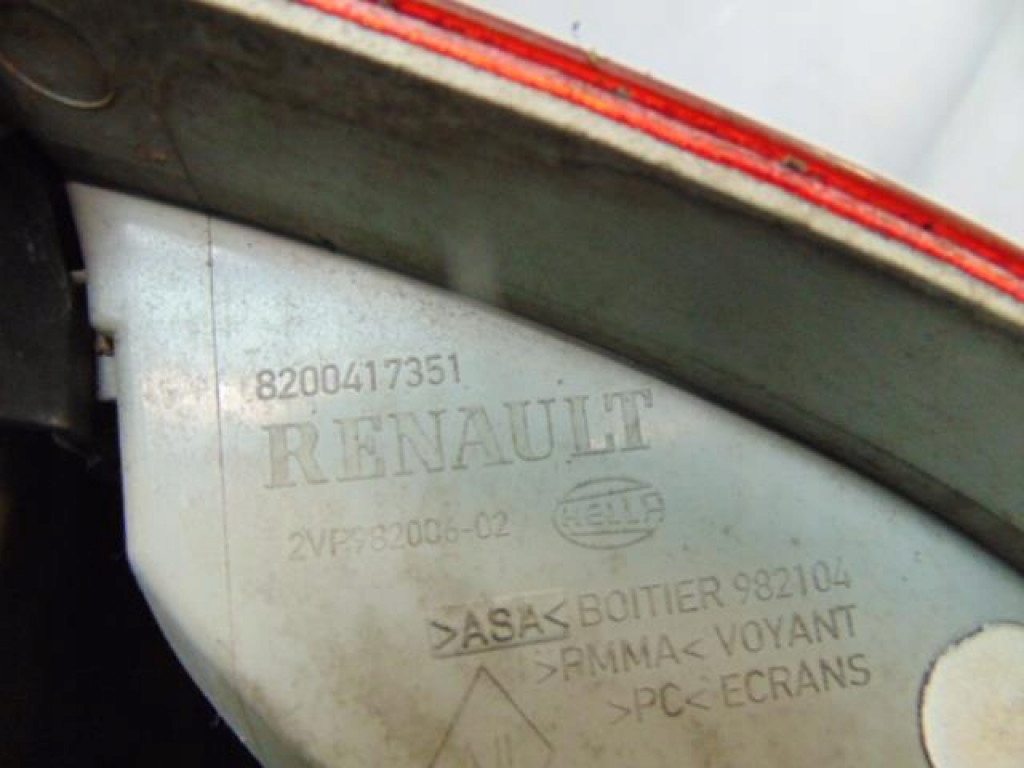 8200417351
RENAULT
2VP982006-02 HELLA
>ASA< BOITIER 982104
>PMMA< VOYANT
>PC< ECRANS